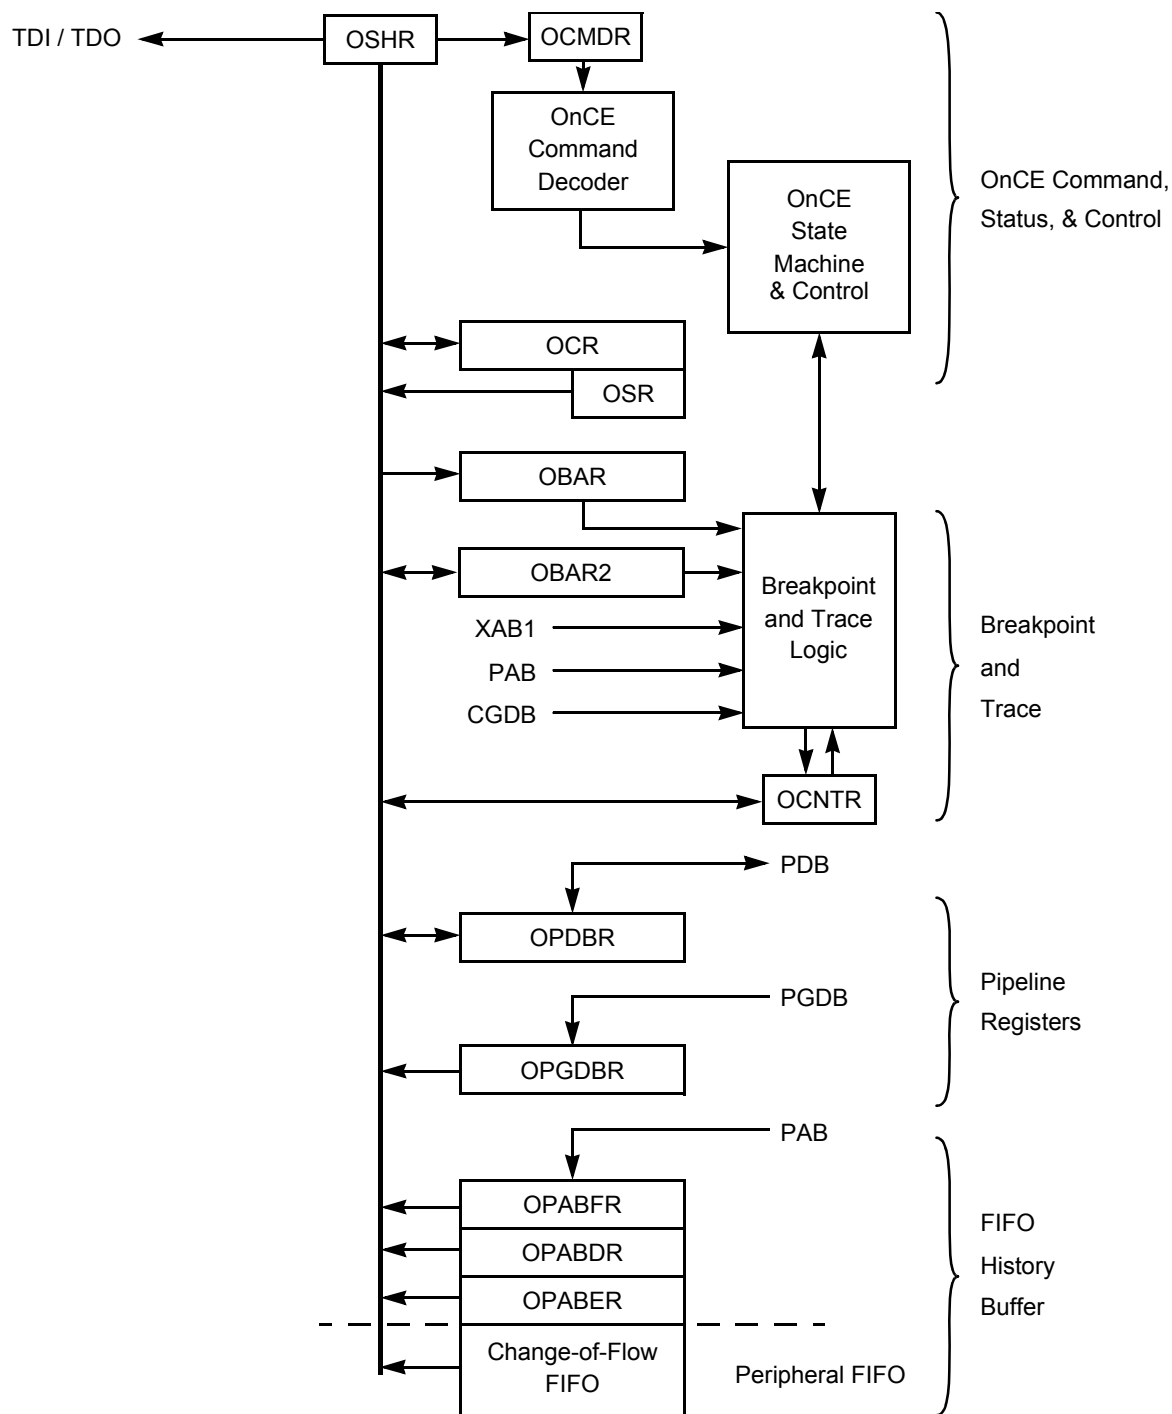 TDI / TDO
OSHR
OCMDR
OnCE
Command
Decoder
OnCE
State
Machine
& Control
OnCE Command,
Status, & Control
OCR
OSR
OBAR
OBAR2
XAB1
PAB
CGDB
Breakpoint
and Trace
Logic
OCNTR
Breakpoint
and
Trace
PDB
OPDBR
PGDB
OPGDBR
Pipeline
Registers
PAB
OPABFR
OPABDR
OPABER
Change-of-Flow
FIFO
Peripheral FIFO
FIFO
History
Buffer